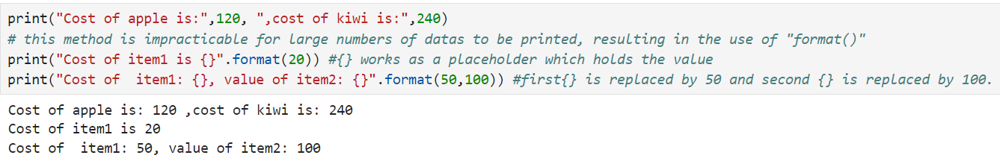 print("Cost of apple is:",120, ",cost of kiwi is:",240)
# this method is impracticable for large numbers of datas to be printed, resulting in the use of "format()"
print("Cost of item1 is {}".format(20)) #{} works as a placeholder which holds the value
print("Cost of  item1: {}, value of item2: {}".format(50,100)) #first{} is replaced by 50 and second {} is replaced by 100.
Cost of apple is: 120 ,cost of kiwi is: 240
Cost of item1 is 20
Cost of  item1: 50, value of item2: 100